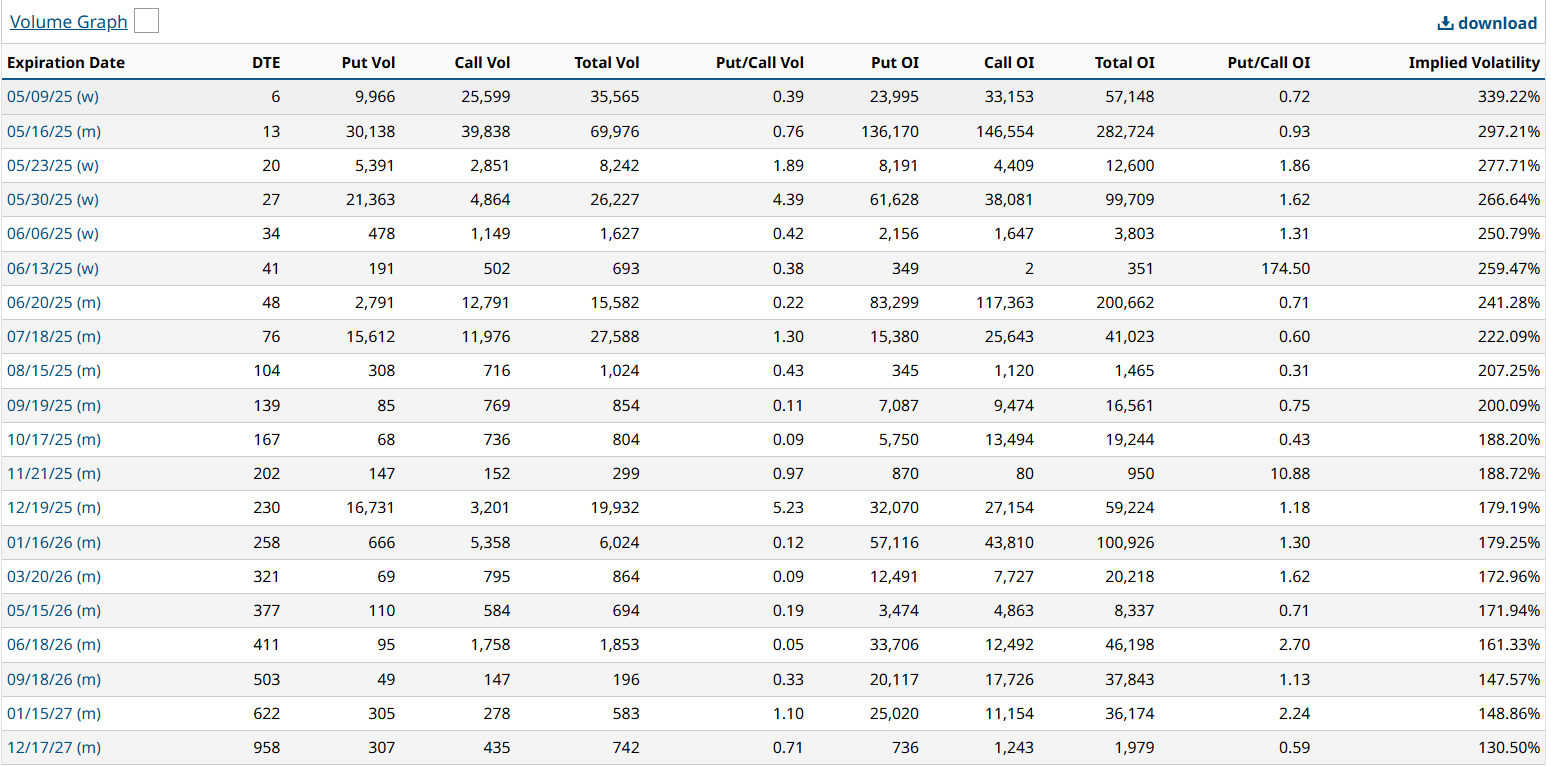 Volume Graph download
Expiration Date DTE Put Vol Call Vol Total Vol Put/Call Vol Put OI Call OI Total OI Put/Call OI Implied Volatility
05/09/25 (w) 6 9,966 25,599 35,565 0.39 23,995 33,153 57,148 0.72 339.22%
05/16/25 (m) 13 30,138 39,838 69,976 0.76 136,170 146,554 282,724 0.93 297.21%
05/23/25 (w) 20 5,391 2,851 8,242 1.89 8,191 4,409 12,600 1.86 277.71%
05/30/25 (w) 27 21,363 4,864 26,227 4.39 61,628 38,081 99,709 1.62 266.64%
06/06/25 (w) 34 478 1,149 1,627 0.42 2,156 1,647 3,803 1.31 250.79%
06/13/25 (w) 41 191 502 693 0.38 349 2 351 174.50 259.47%
06/20/25 (m) 48 2,791 12,791 15,582 0.22 83,299 117,363 200,662 0.71 241.28%
07/18/25 (m) 76 15,612 11,976 27,588 1.30 15,380 25,643 41,023 0.60 222.09%
08/15/25 (m) 104 308 716 1,024 0.43 345 1,120 1,465 0.31 207.25%
09/19/25 (m) 139 85 769 854 0.11 7,087 9,474 16,561 0.75 200.09%
10/17/25 (m) 167 68 736 804 0.09 5,750 13,494 19,244 0.43 188.20%
11/21/25 (m) 202 147 152 299 0.97 870 80 950 10.88 188.72%
12/19/25 (m) 230 16,731 3,201 19,932 5.23 32,070 27,154 59,224 1.18 179.19%
01/16/26 (m) 258 666 5,358 6,024 0.12 57,116 43,810 100,926 1.30 179.25%
03/20/26 (m) 321 69 795 864 0.09 12,491 7,727 20,218 1.62 172.96%
05/15/26 (m) 377 110 584 694 0.19 3,474 4,863 8,337 0.71 171.94%
06/18/26 (m) 411 95 1,758 1,853 0.05 33,706 12,492 46,198 2.70 161.33%
09/18/26 (m) 503 49 147 196 0.33 20,117 17,726 37,843 1.13 147.57%
01/15/27 (m) 622 305 278 583 1.10 25,020 11,154 36,174 2.24 148.86%
12/17/27 (m) 958 307 435 742 0.71 736 1,243 1,979 0.59 130.50%